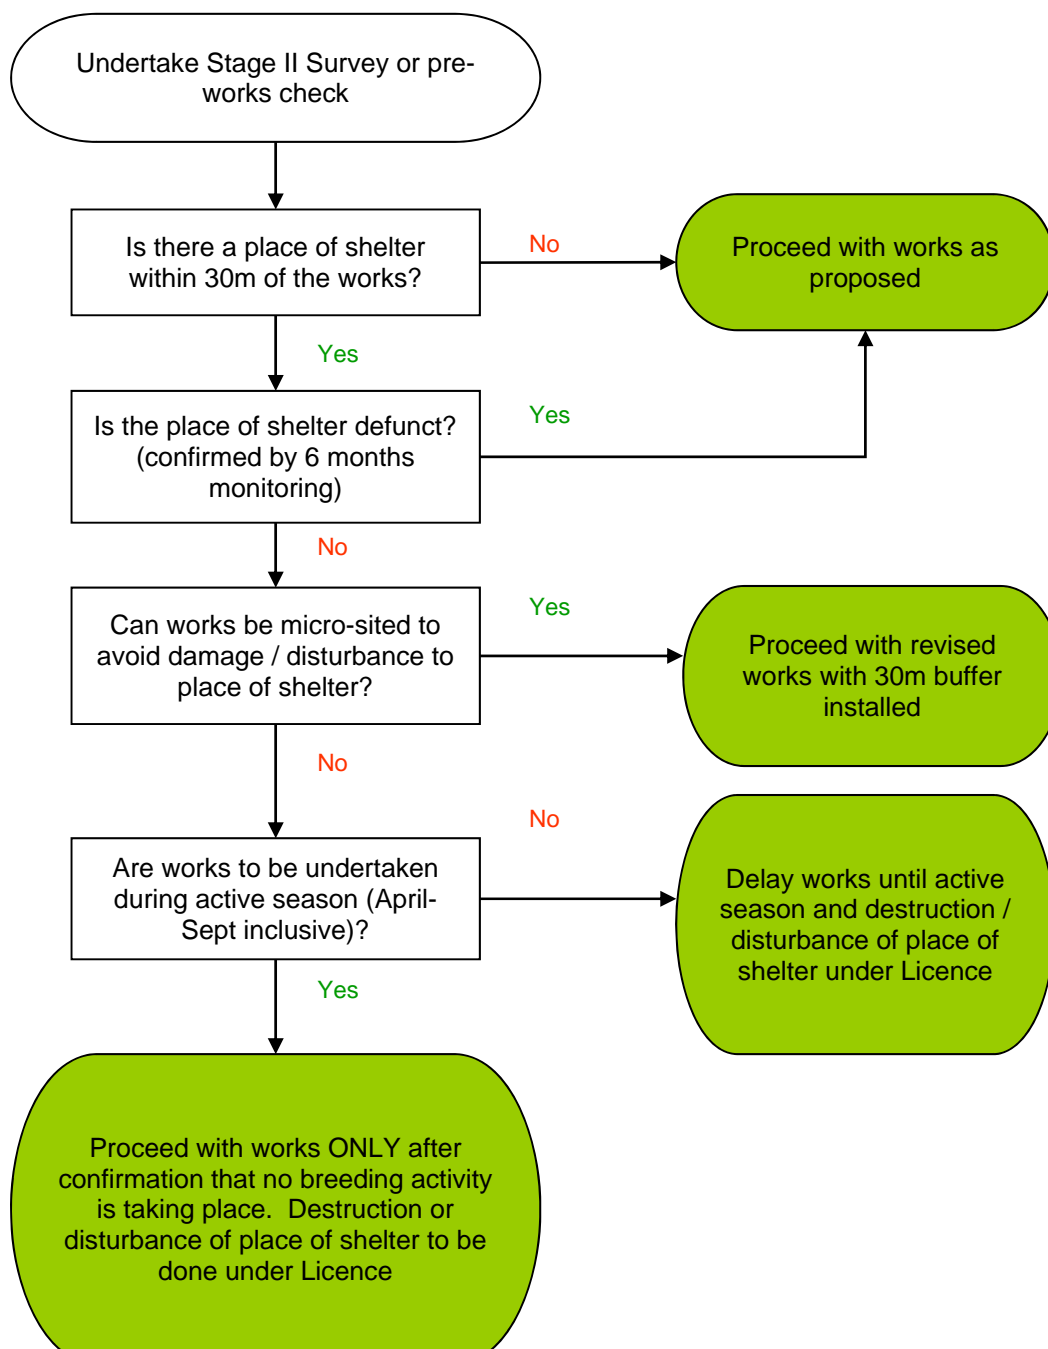 Undertake Stage II Survey or pre-
works check
Is there a place of shelter
within 30m of the works?
No
Proceed with works as
proposed
Yes
Is the place of shelter defunct?
(confirmed by 6 months
monitoring)
Yes
No
Can works be micro-sited to
avoid damage / disturbance to
place of shelter?
Yes
Proceed with revised
works with 30m buffer
installed
No
Are works to be undertaken
during active season (April-
Sept inclusive)?
No
Delay works until active
season and destruction /
disturbance of place of
shelter under Licence
Yes
Proceed with works ONLY after
confirmation that no breeding activity
is taking place.  Destruction or
disturbance of place of shelter to be
done under Licence